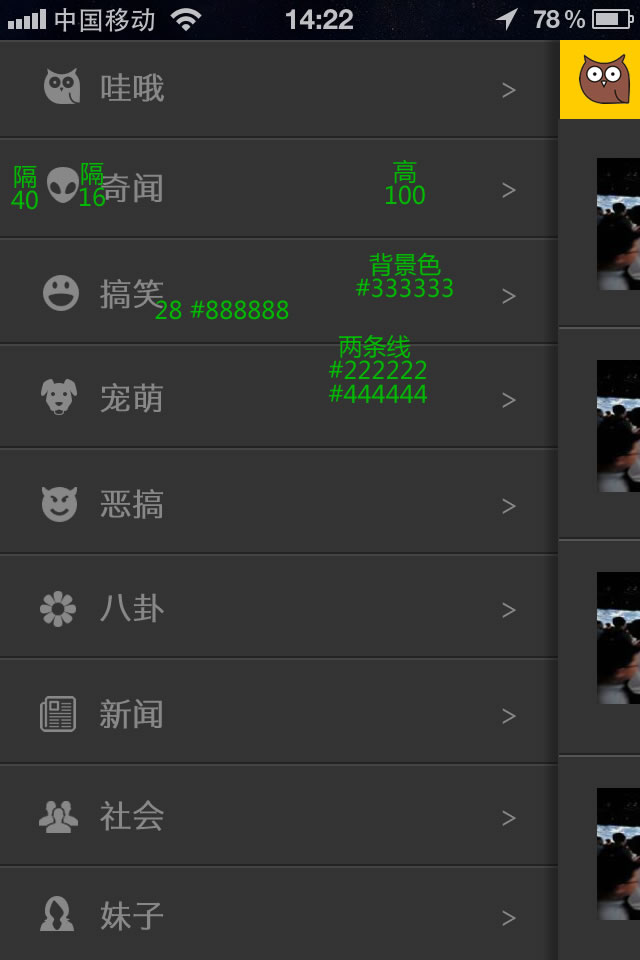 中国移动 14:22 78%
哇哦 >
隔
40
隔
16
奇闻
高
100
>
背景色
#333333
搞笑 >
28 #888888
两条线
#222222
#444444
宠萌 >
恶搞 >
八卦 >
新闻 >
社会 >
妹子 >